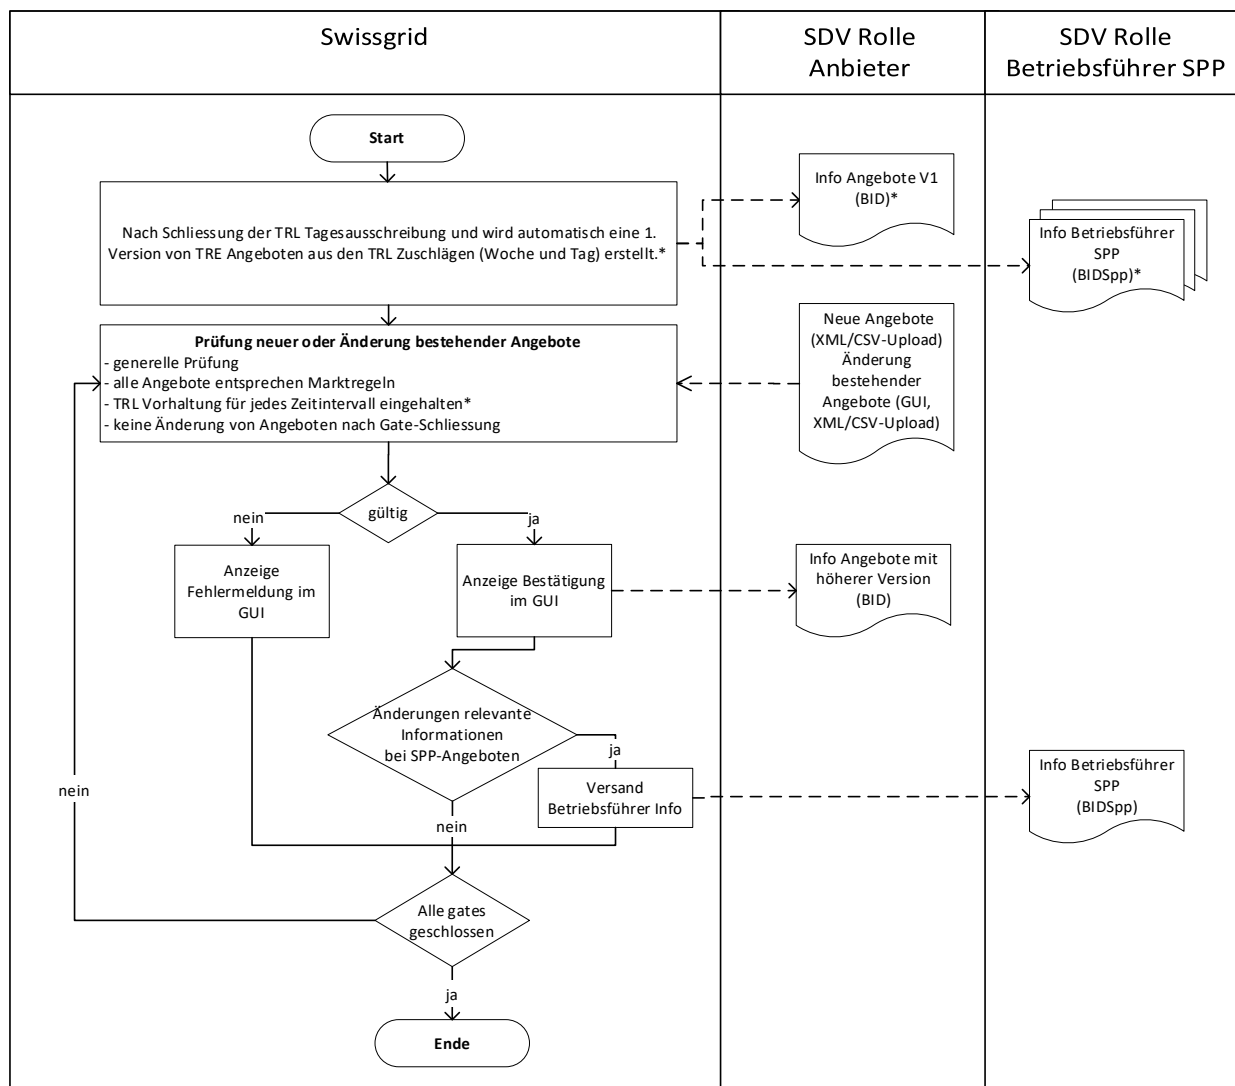 Swissgrid
SDV Rolle
Anbieter
SDV Rolle
Betriebsführer SPP
Start
Info Angebote V1
(BID)*
Nach Schliessung der TRL Tagesausschreibung und wird automatisch eine 1.
Version von TRE Angeboten aus den TRL Zuschlägen (Woche und Tag) erstellt.*
Info Betriebsführer
SPP
(BIDSpp)*
Prüfung neuer oder Änderung bestehender Angebote
- generelle Prüfung
- alle Angebote entsprechen Marktregeln
- TRL Vorhaltung für jedes Zeitintervall eingehalten*
- keine Änderung von Angeboten nach Gate-Schliessung
Neue Angebote
(XML/CSV-Upload)
Änderung
bestehender
Angebote (GUI,
XML/CSV-Upload)
gültig
nein
ja
Anzeige
Fehlermeldung im
GUI
Anzeige Bestätigung
im GUI
Info Angebote mit
höherer Version
(BID)
Änderungen relevante
Informationen
bei SPP-Angeboten
ja
Versand
Betriebsführer Info
Info Betriebsführer
SPP
(BIDSpp)
nein
nein
Alle gates
geschlossen
ja
Ende